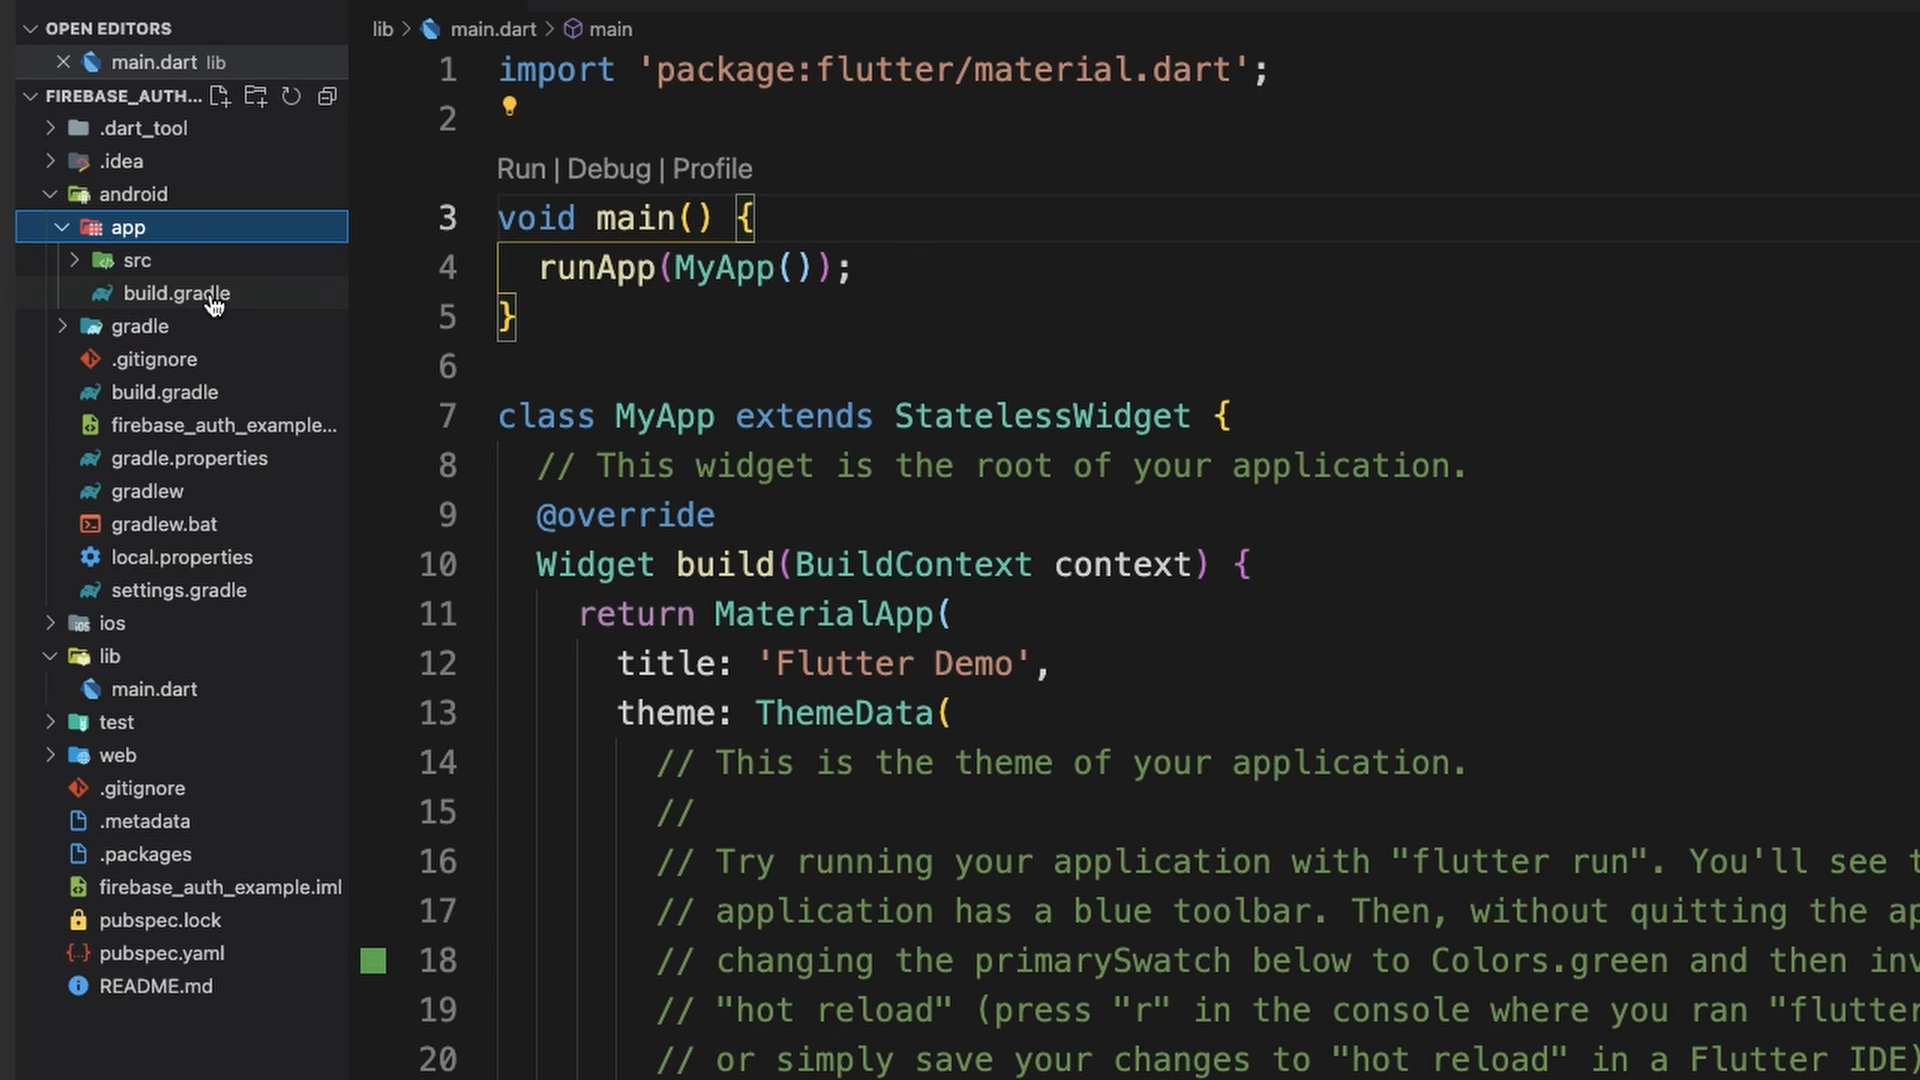 OPEN EDITORS
main.dart lib
FIREBASE_AUTH...
.dart_tool
.idea
android
app
src
build.gradle
gradle
.gitignore
build.gradle
firebase_auth_example...
gradle.properties
gradlew
gradlew.bat
local.properties
settings.gradle
ios
lib
main.dart
test
web
.gitignore
.metadata
.packages
firebase_auth_example.iml
pubspec.lock
pubspec.yaml
README.md
lib > main.dart > main
1 import 'package:flutter/material.dart';
2
Run | Debug | Profile
3 void main() {
4 runApp(MyApp());
5 }
6
7 class MyApp extends StatelessWidget {
8 // This widget is the root of your application.
9 @override
10 Widget build(BuildContext context) {
11 return MaterialApp(
12 title: 'Flutter Demo',
13 theme: ThemeData(
14 // This is the theme of your application.
15 //
16 // Try running your application with "flutter run". You'll see t
17 // application has a blue toolbar. Then, without quitting the ap
18 // changing the primarySwatch below to Colors.green and then inv
19 // "hot reload" (press "r" in the console where you ran "flutter
20 // or simply save your changes to "hot reload" in a Flutter IDE)